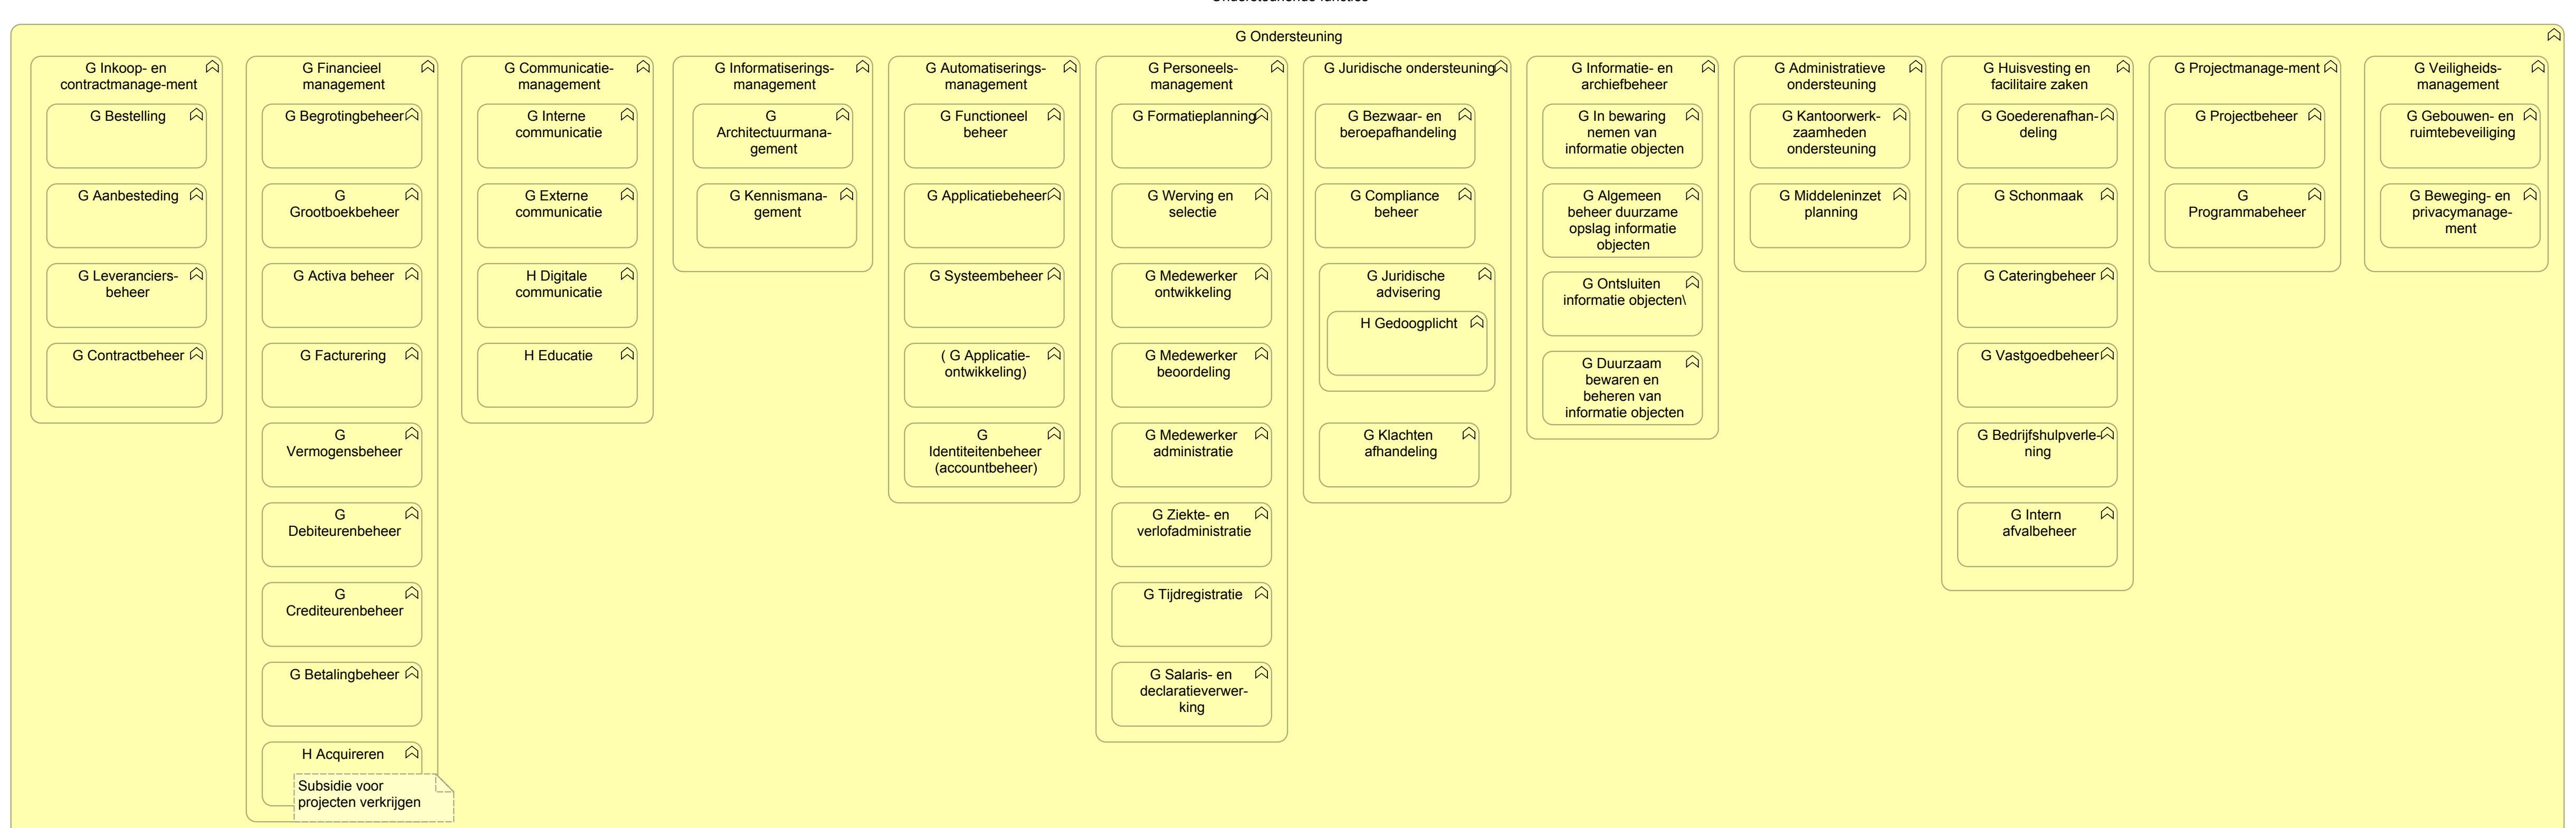 Ondersteunende functies
G Ondersteuning
G Inkoop- en
contractmanage-ment
G Bestelling
G Aanbesteding
G Leveranciers-
beheer
G Contractbeheer
G Financieel
management
G Begrotingbeheer
G
Grootboekbeheer
G Activa beheer
G Facturering
G
Vermogensbeheer
G
Debiteurenbeheer
G
Crediteurenbeheer
G Betalingbeheer
H Acquireren
Subsidie voor
projecten verkrijgen
G Communicatie-
management
G Interne
communicatie
G Externe
communicatie
H Digitale
communicatie
H Educatie
G Informatiserings-
management
G
Architectuurmana-
gement
G Kennismana-
gement
G Automatiserings-
management
G Functioneel
beheer
G Applicatiebeheer
G Systeembeheer
( G Applicatie-
ontwikkeling)
G
Identiteitenbeheer
(accountbeheer)
G Personeels-
management
G Formatieplanning
G Werving en
selectie
G Medewerker
ontwikkeling
G Medewerker
beoordeling
G Medewerker
administratie
G Ziekte- en
verlofadministratie
G Tijdregistratie
G Salaris- en
declaratieverwer-
king
G Juridische ondersteuning
G Bezwaar- en
beroepafhandeling
G Compliance
beheer
G Juridische
advisering
H Gedoogplicht
G Klachten
afhandeling
G Informatie- en
archiefbeheer
G In bewaring
nemen van
informatie objecten
G Algemeen
beheer duurzame
opslag informatie
objecten
G Ontsluiten
informatie objecten\
G Duurzaam
bewaren en
beheren van
informatie objecten
G Administratieve
ondersteuning
G Kantoorwerk-
zaamheden
ondersteuning
G Middeleninzet
planning
G Huisvesting en
facilitaire zaken
G Goederenafhan-
deling
G Schonmaak
G Cateringbeheer
G Vastgoedbeheer
G Bedrijfshulpverle-
ning
G Intern
afvalbeheer
G Projectmanage-ment
G Projectbeheer
G
Programmabeheer
G Veiligheids-
management
G Gebouwen- en
ruimtebeveiliging
G Beweging- en
privacymanage-
ment